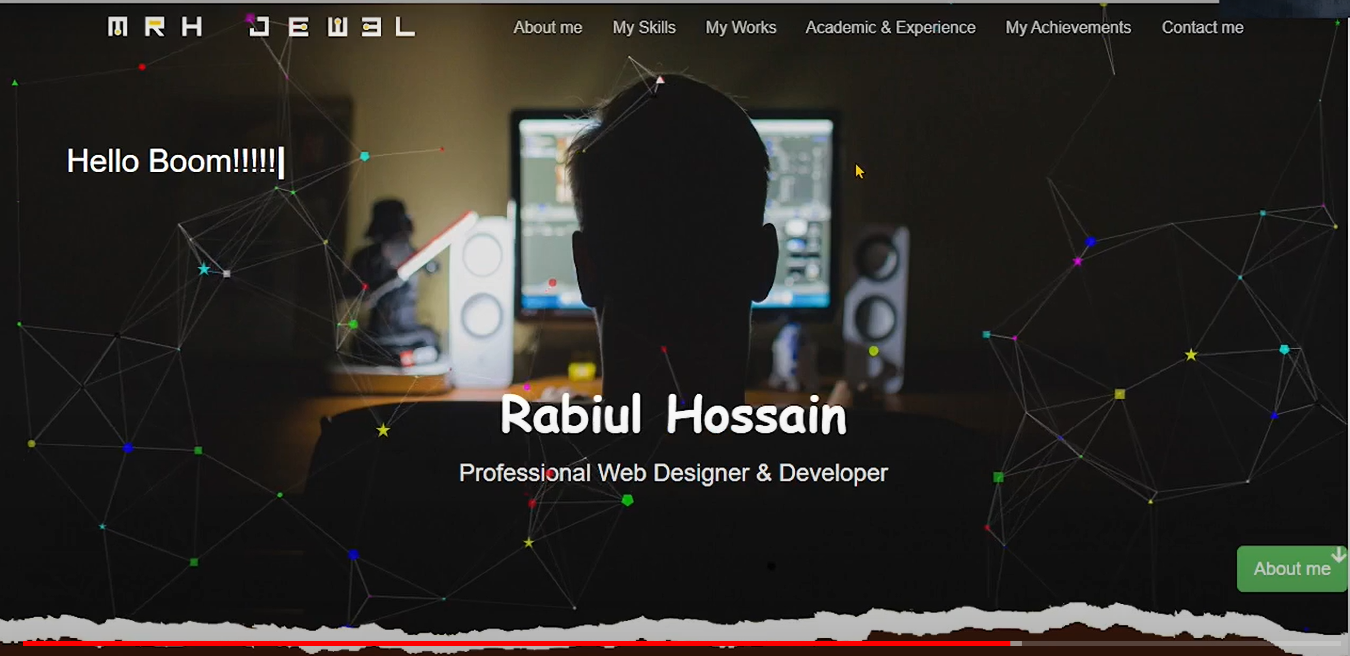 MRH JEWEL
About me My Skills My Works Academic & Experience My Achievements Contact me
Hello Boom!!!!!
Rabiul Hossain
Professional Web Designer & Developer
About me